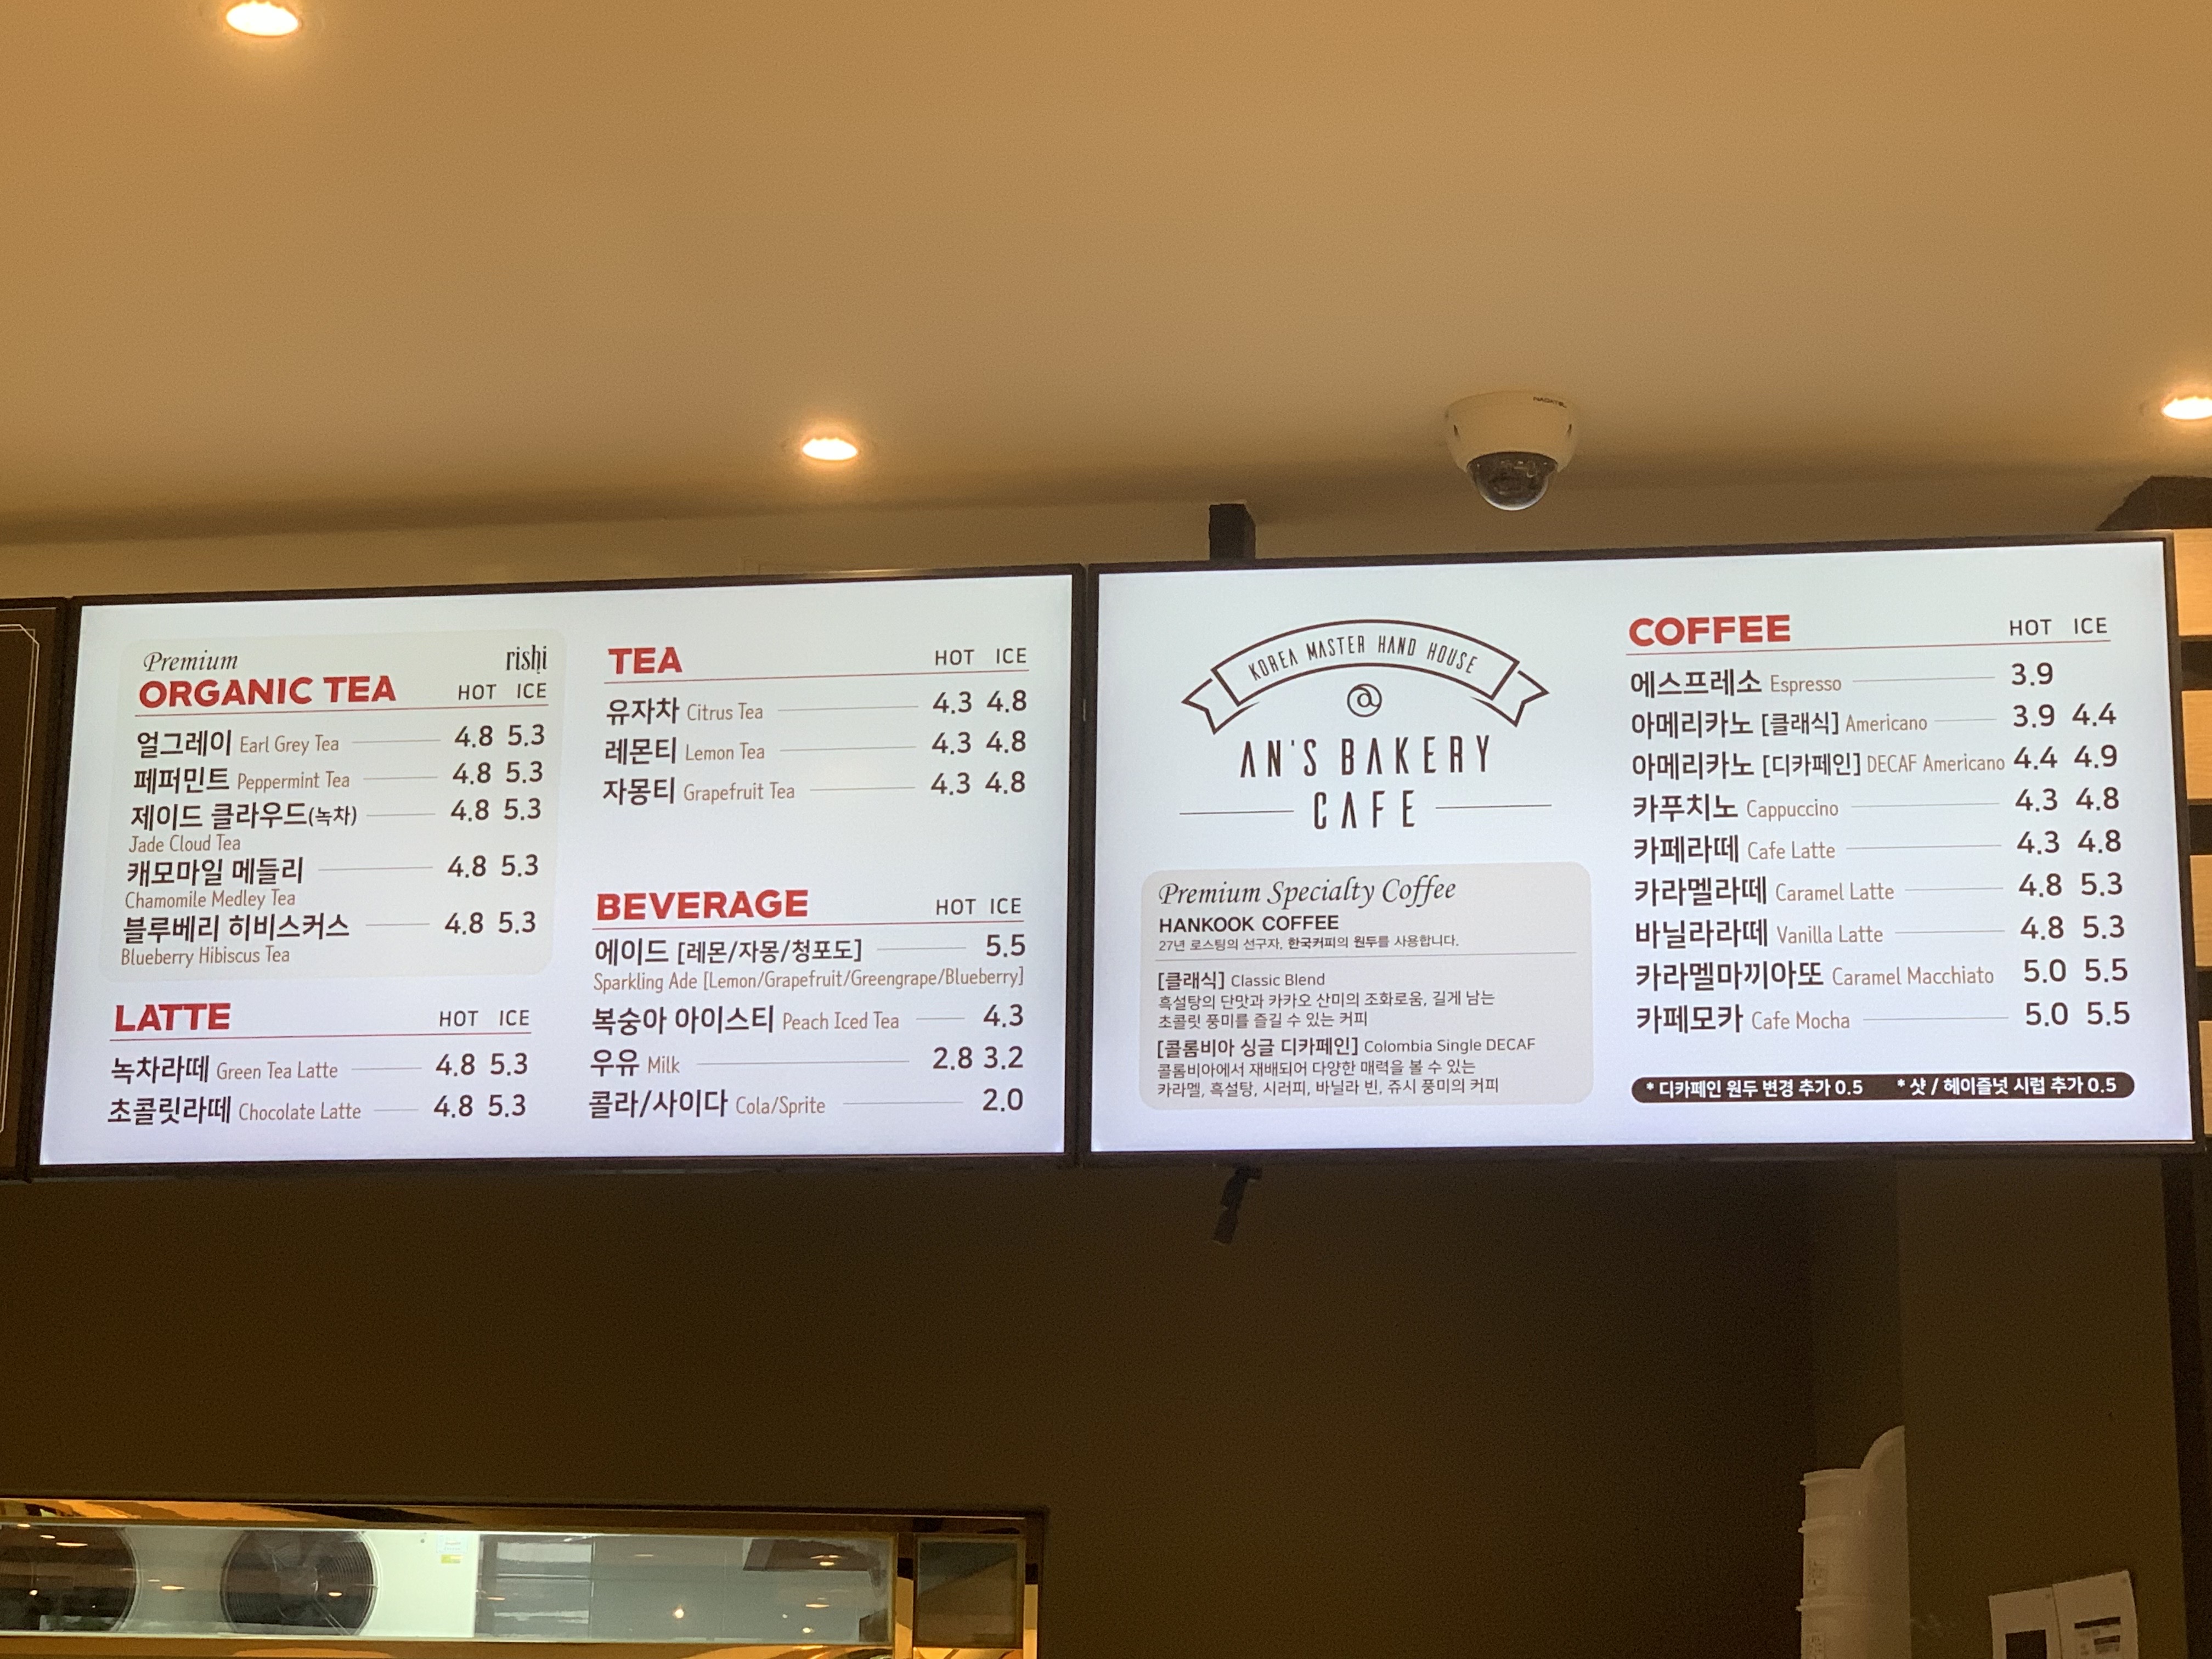 Premium rishi
ORGANIC TEA HOT ICE
얼그레이 Earl Grey Tea 4.8 5.3
페퍼민트 Peppermint Tea 4.8 5.3
제이드 클라우드(녹차) 4.8 5.3
Jade Cloud Tea
캐모마일 메들리 4.8 5.3
Chamomile Medley Tea
블루베리 히비스커스 4.8 5.3
Blueberry Hibiscus Tea
LATTE HOT ICE
녹차라떼 Green Tea Latte 4.8 5.3
초콜릿라떼 Chocolate Latte 4.8 5.3
TEA HOT ICE
유자차 Citrus Tea 4.3 4.8
레몬티 Lemon Tea 4.3 4.8
자몽티 Grapefruit Tea 4.3 4.8
BEVERAGE HOT ICE
에이드 [레몬/자몽/청포도] 5.5
Sparkling Ade [Lemon/Grapefruit/Greengrape/Blueberry]
복숭아 아이스티 Peach Iced Tea 4.3
우유 Milk 2.8 3.2
콜라/사이다 Cola/Sprite 2.0
KOREA MASTER HAND HOUSE
AN'S BAKERY
CAFE
Premium Specialty Coffee
HANKOOK COFFEE
27년 로스팅의 선구자, 한국커피의 원두를 사용합니다.
[클래식] Classic Blend
흑설탕의 단맛과 카카오 산미의 조화로움, 길게 남는
초콜릿 풍미를 즐길 수 있는 커피
[콜롬비아 싱글 디카페인] Colombia Single DECAF
콜롬비아에서 재배되어 다양한 매력을 볼 수 있는
카라멜, 흑설탕, 시러피, 바닐라 빈, 쥬시 풍미의 커피
COFFEE HOT ICE
에스프레소 Espresso 3.9
아메리카노 [클래식] Americano 3.9 4.4
아메리카노 [디카페인] DECAF Americano 4.4 4.9
카푸치노 Cappuccino 4.3 4.8
카페라떼 Cafe Latte 4.3 4.8
카라멜라떼 Caramel Latte 4.8 5.3
바닐라라떼 Vanilla Latte 4.8 5.3
카라멜마끼아또 Caramel Macchiato 5.0 5.5
카페모카 Cafe Mocha 5.0 5.5
* 디카페인 원두 변경 추가 0.5 * 샷 / 헤이즐넛 시럽 추가 0.5